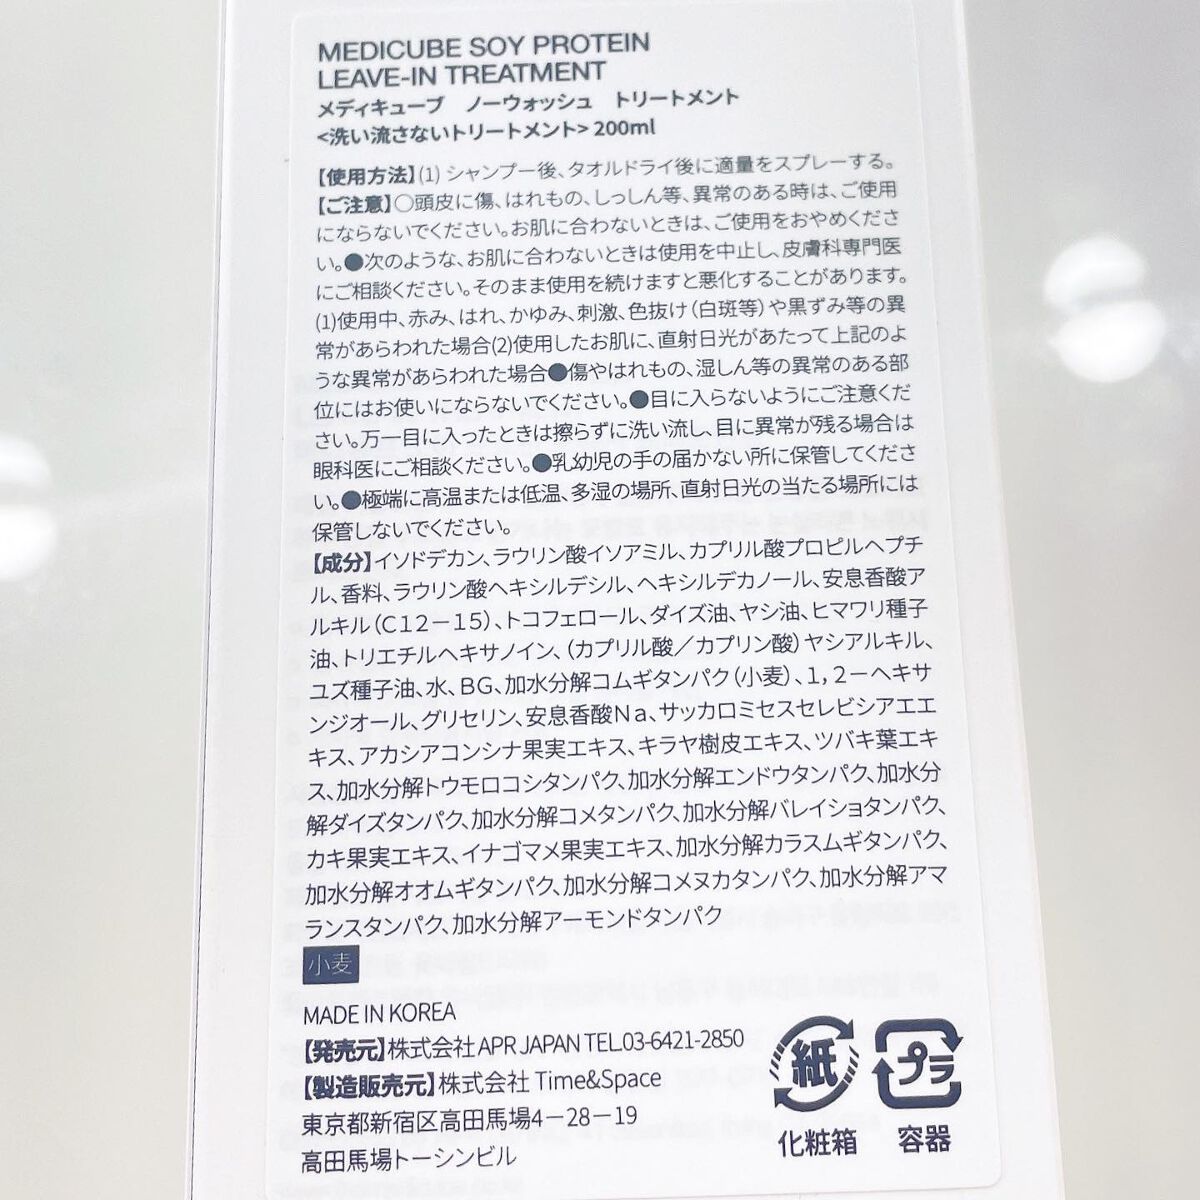 MEDICUBE SOY PROTEIN
LEAVE-IN TREATMENT
メディキューブ　ノーウォッシュ　トリートメント
<洗い流さないトリートメント> 200ml
【使用方法】(1) シャンプー後、タオルドライ後に適量をスプレーする。
【ご注意】○頭皮に傷、はれもの、しっしん等、異常のある時は、ご使用
にならないでください。お肌に合わないときは、ご使用をおやめくださ
い。●次のような、お肌に合わないときは使用を中止し、皮膚科専門医
にご相談ください。そのまま使用を続けますと悪化することがあります。
(1)使用中、赤み、はれ、かゆみ、刺激、色抜け（白斑等）や黒ずみ等の異
常があらわれた場合(2)使用したお肌に、直射日光があたって上記のよ
うな異常があらわれた場合●傷やはれもの、湿しん等の異常のある部
位にはお使いにならないでください。●目に入らないようにご注意くだ
さい。万一目に入ったときは擦らずに洗い流し、目に異常が残る場合は
眼科医にご相談ください。●乳幼児の手の届かない所に保管してくださ
い。●極端に高温または低温、多湿の場所、直射日光の当たる場所には
保管しないでください。
【成分】イソドデカン、ラウリン酸イソアミル、カプリル酸プロピルヘプチ
ル、香料、ラウリン酸ヘキシルデシル、ヘキシルデカノール、安息香酸ア
ルキル（C１２－１５）、トコフェロール、ダイズ油、ヤシ油、ヒマワリ種子
油、トリエチルヘキサノイン、（カプリル酸／カプリン酸）ヤシアルキル、
ユズ種子油、水、BG、加水分解コムギタンパク（小麦）、１，２－ヘキサ
ンジオール、グリセリン、安息香酸Ｎａ、サッカロミセスセレビシアエエ
キス、アカシアコンシナ果実エキス、キラヤ樹皮エキス、ツバキ葉エキ
ス、加水分解トウモロコシタンパク、加水分解エンドウタンパク、加水分
解ダイズタンパク、加水分解コメタンパク、加水分解バレイショタンパク、
カキ果実エキス、イナゴマメ果実エキス、加水分解カラスムギタンパク、
加水分解オオムギタンパク、加水分解コメヌカタンパク、加水分解アマ
ランスタンパク、加水分解アーモンドタンパク
小麦
MADE IN KOREA
【発売元】株式会社 APR JAPAN TEL.03-6421-2850
【製造販売元】株式会社 Time&Space
東京都新宿区高田馬場4－28－19
高田馬場トーシンビル
紙
化粧箱
プラ
容器